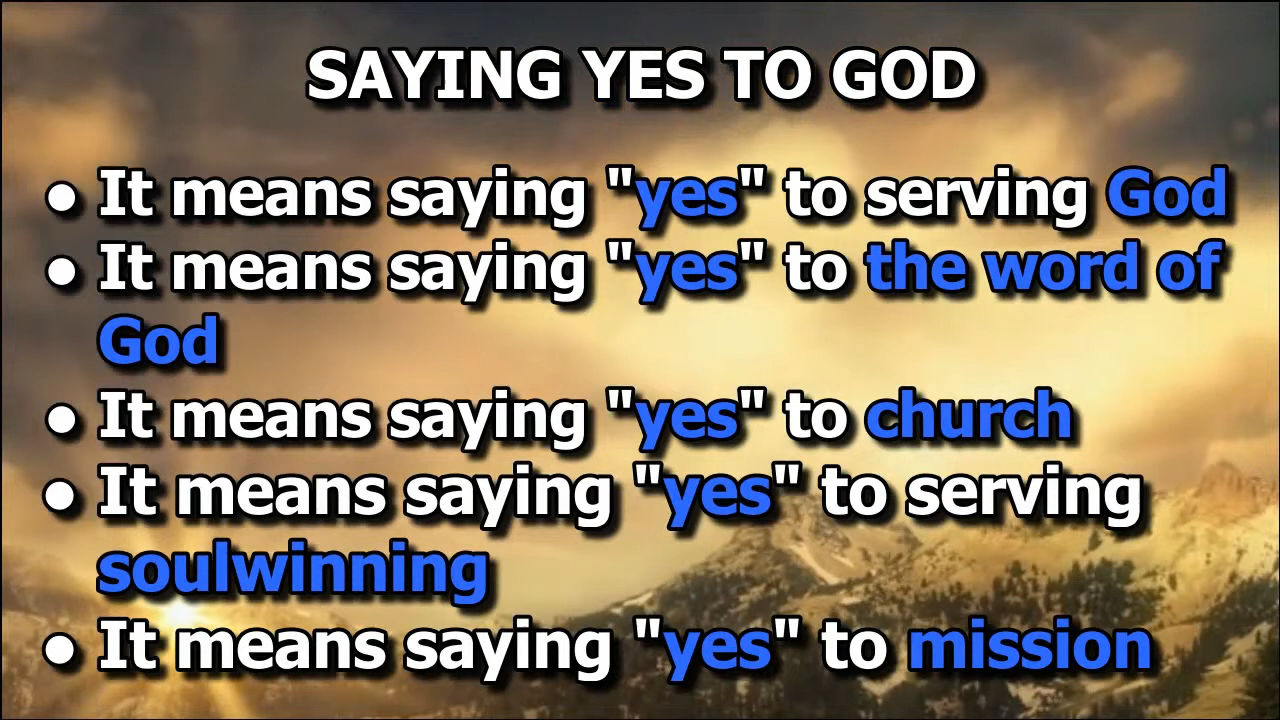 SAYING YES TO GOD
● It means saying "yes" to serving God
● It means saying "yes" to the word of
God
● It means saying "yes" to church
● It means saying "yes" to serving
soulwinning
● It means saying "yes" to mission